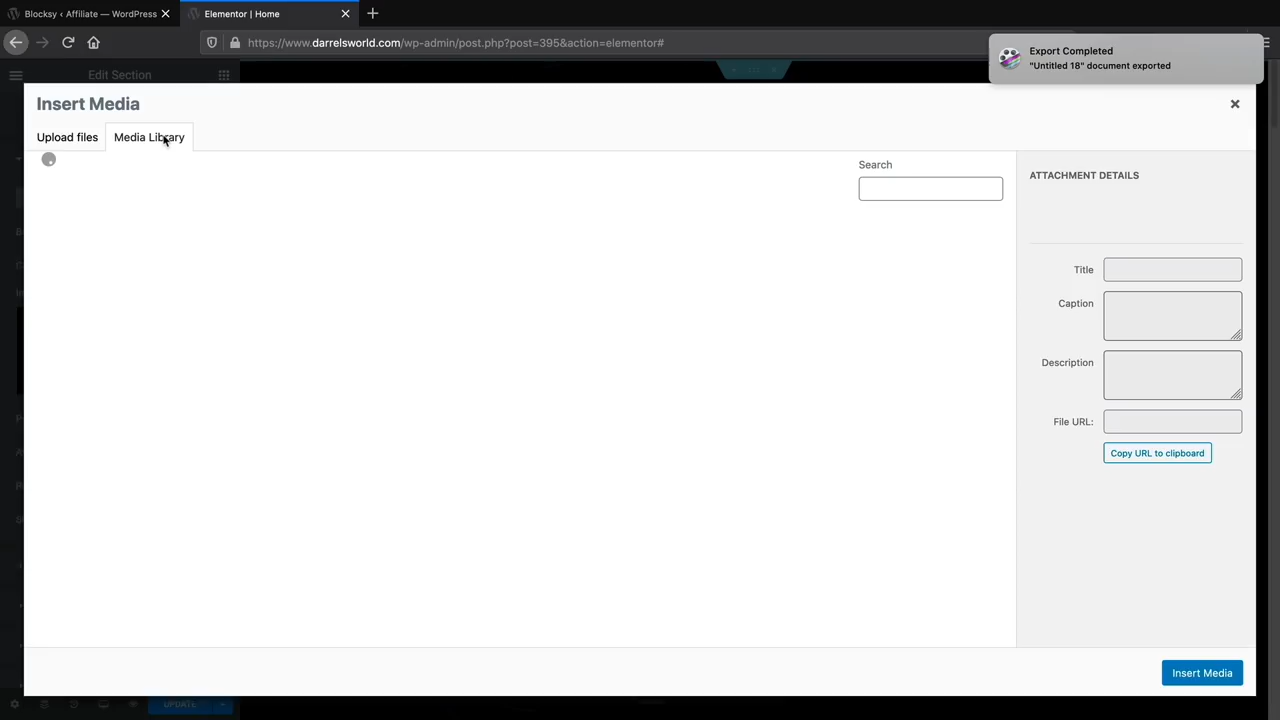 Blocksy ‹ Affiliate — WordPress
Elementor | Home
https://www.darrelsworld.com/wp-admin/post.php?post=395&action=elementor#
Export Completed
"Untitled 18" document exported
Edit Section
Insert Media
Upload files
Media Library
Search
ATTACHMENT DETAILS
Title
Caption
Description
File URL:
Copy URL to clipboard
Insert Media
UPDATE